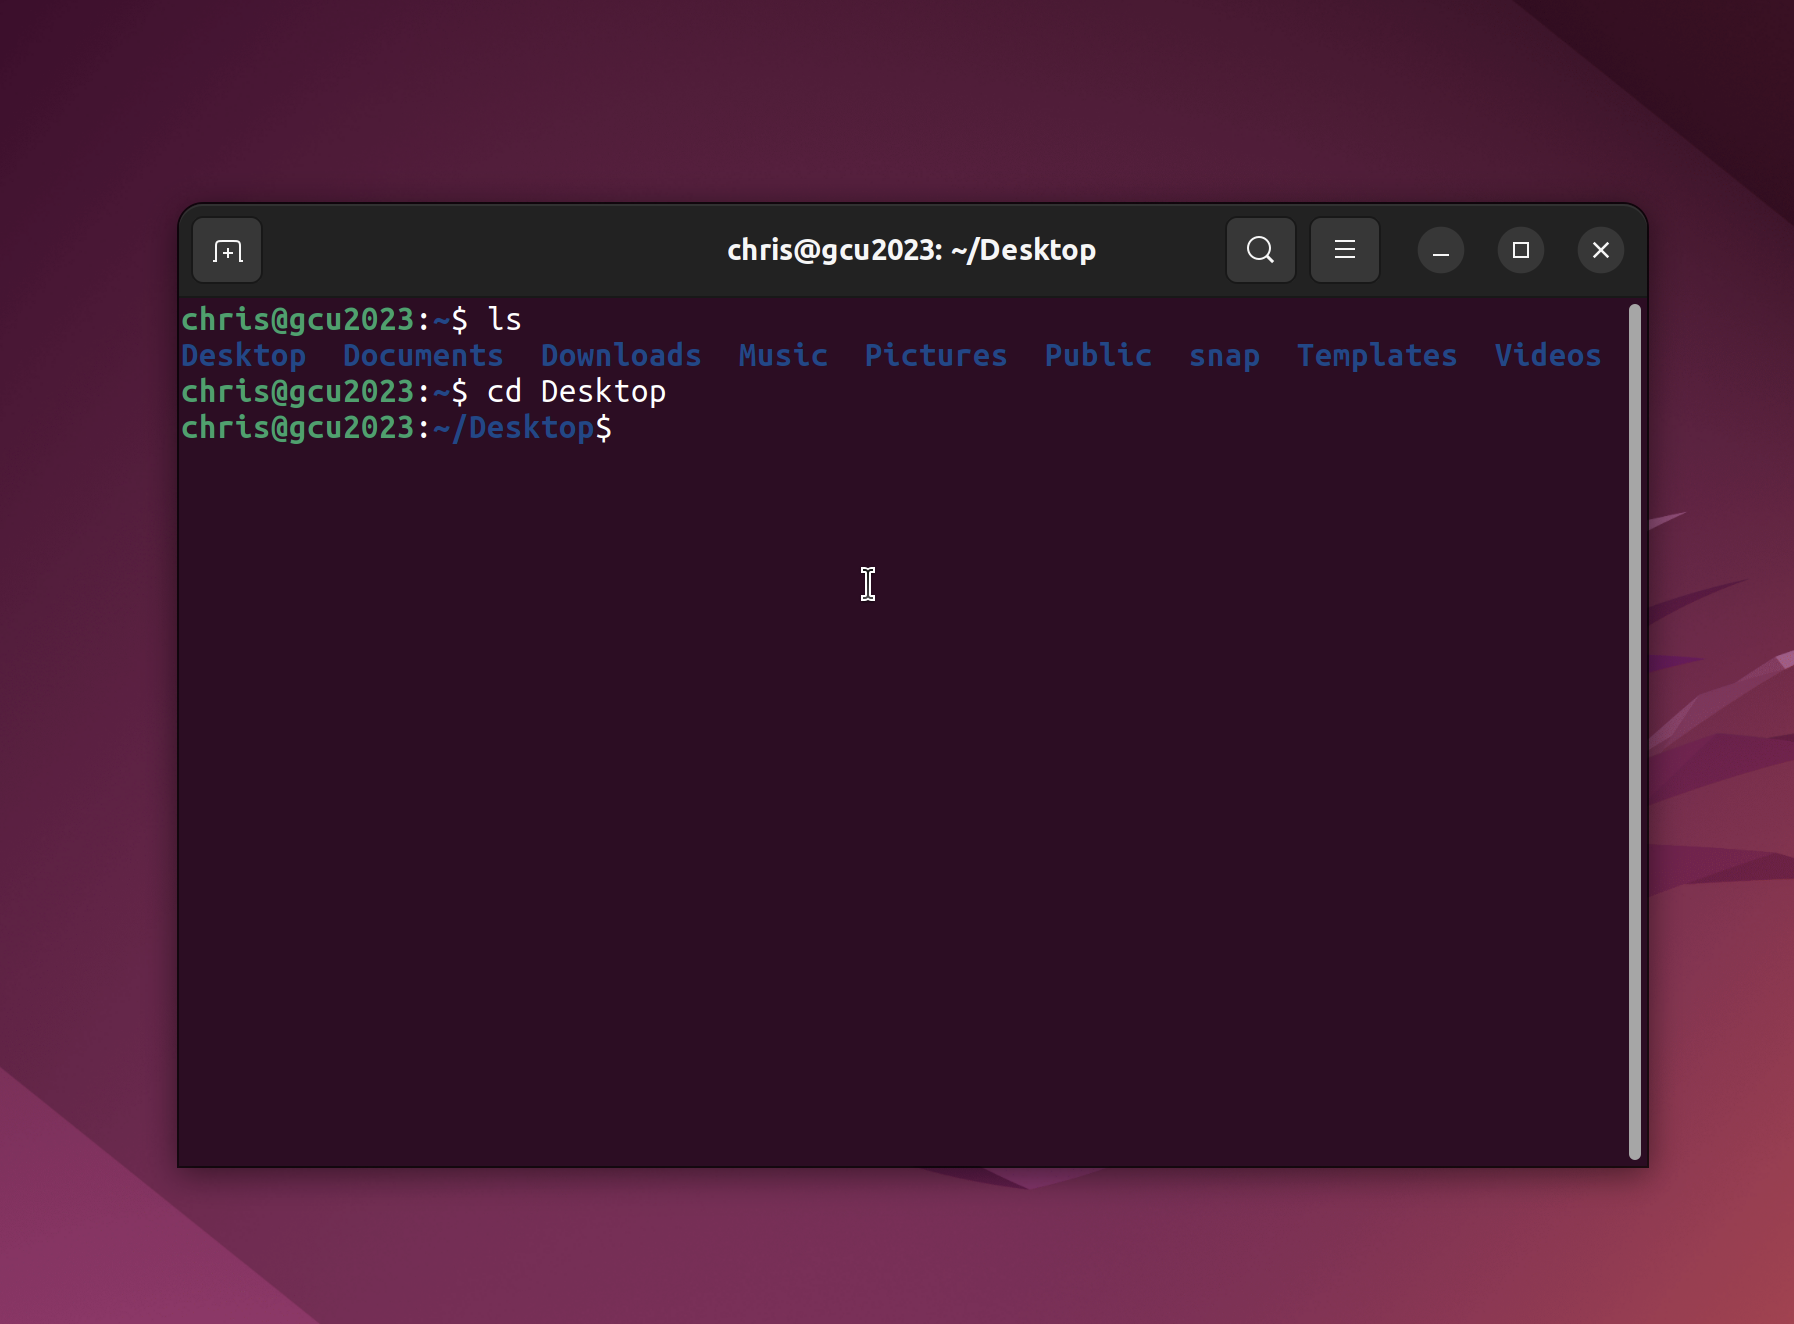 chris@gcu2023: ~/Desktop
chris@gcu2023:~$ ls
Desktop  Documents  Downloads  Music  Pictures  Public  snap  Templates  Videos
chris@gcu2023:~$ cd Desktop
chris@gcu2023:~/Desktop$